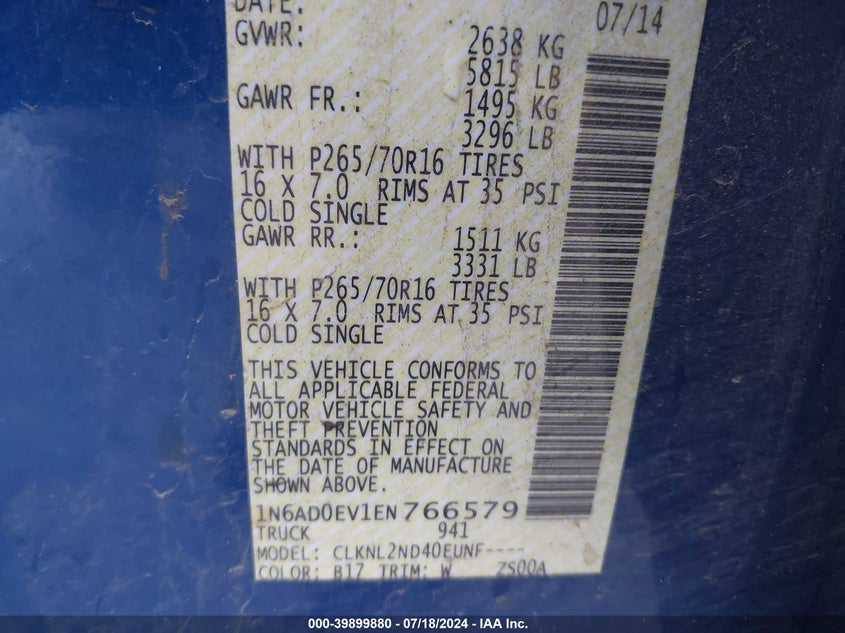 DATE:
07/14
GVWR: 2638 KG
5815 LB
GAWR FR.: 1495 KG
3296 LB
WITH P265/70R16 TIRES
16 X 7.0 RIMS AT 35 PSI
COLD SINGLE
GAWR RR.: 1511 KG
3331 LB
WITH P265/70R16 TIRES
16 X 7.0 RIMS AT 35 PSI
COLD SINGLE
THIS VEHICLE CONFORMS TO
ALL APPLICABLE FEDERAL
MOTOR VEHICLE SAFETY AND
THEFT PREVENTION
STANDARDS IN EFFECT ON
THE DATE OF MANUFACTURE
SHOWN ABOVE.
1N6AD0EV1EN766579
TRUCK 941
MODEL: CLKNL2ND40EUNF----
COLOR: B17 TRIM: W ZS00A
000-39899880 - 07/18/2024 - IAA Inc.